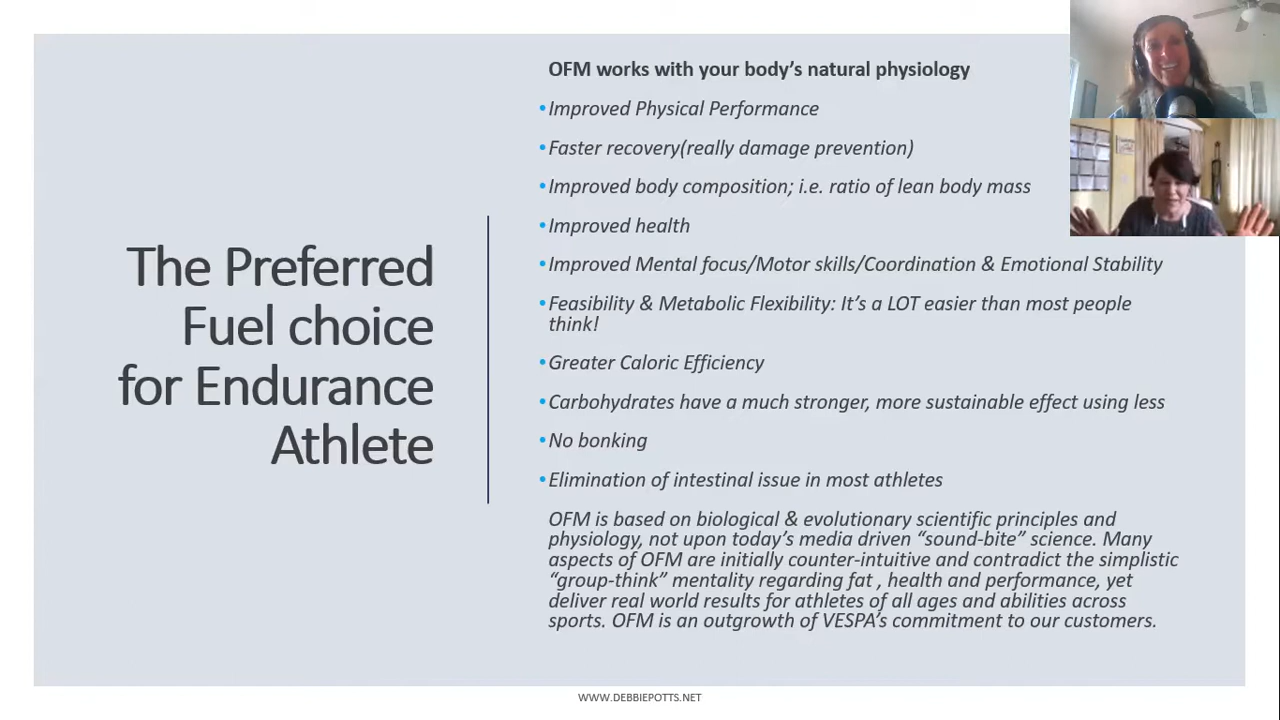 The Preferred
Fuel choice
for Endurance
Athlete
OFM works with your body's natural physiology
•Improved Physical Performance
•Faster recovery(really damage prevention)
•Improved body composition; i.e. ratio of lean body mass
•Improved health
•Improved Mental focus/Motor skills/Coordination & Emotional Stability
•Feasibility & Metabolic Flexibility: It's a LOT easier than most people
think!
•Greater Caloric Efficiency
•Carbohydrates have a much stronger, more sustainable effect using less
•No bonking
•Elimination of intestinal issue in most athletes
OFM is based on biological & evolutionary scientific principles and
physiology, not upon today's media driven “sound-bite” science. Many
aspects of OFM are initially counter-intuitive and contradict the simplistic
“group-think” mentality regarding fat , health and performance, yet
deliver real world results for athletes of all ages and abilities across
sports. OFM is an outgrowth of VESPA's commitment to our customers.
WWW.DEBBIEPOTTS.NET